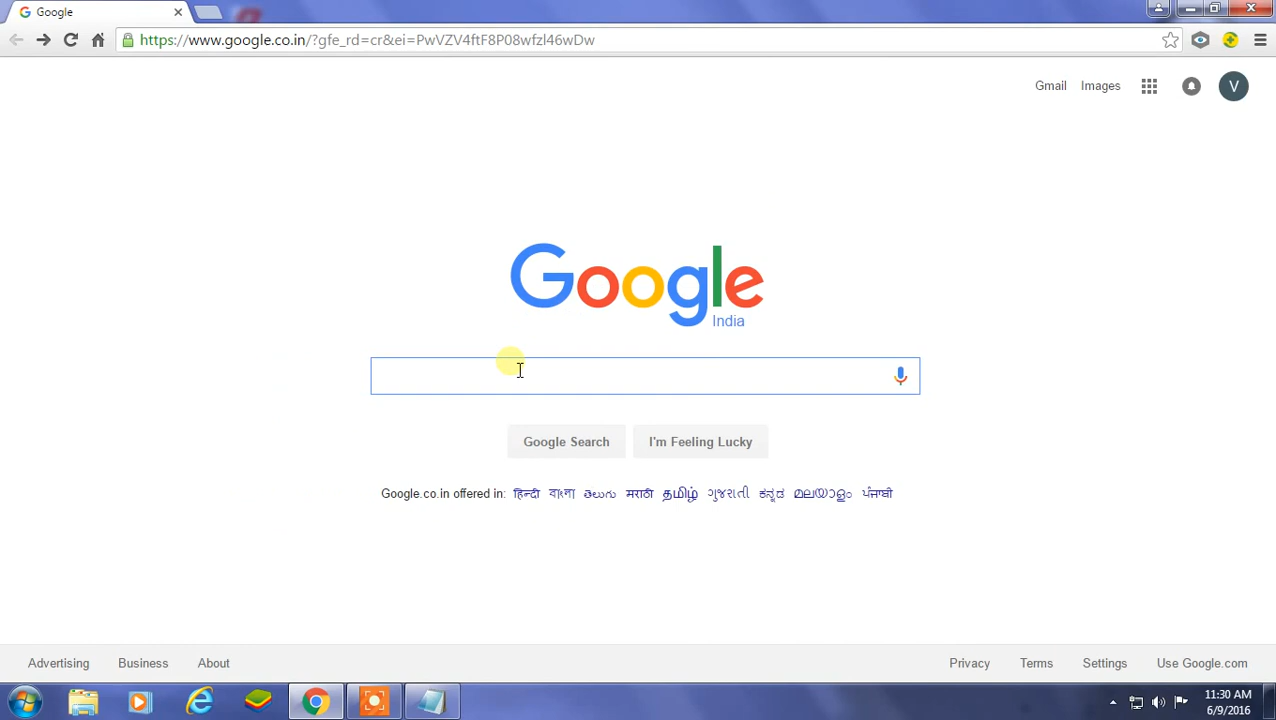 Google
https://www.google.co.in/?gfe_rd=cr&ei=PwVZV4ftF8P08wfzl46wDw
Gmail Images V
Google
India
Google Search I'm Feeling Lucky
Google.co.in offered in: हिन्दी বাংলা తెలుగు मराठी தமிழ் ગુજરાતી ಕನ್ನಡ മലയാളം ਪੰਜਾਬੀ
Advertising Business About Privacy Terms Settings Use Google.com
11:30 AM
6/9/2016